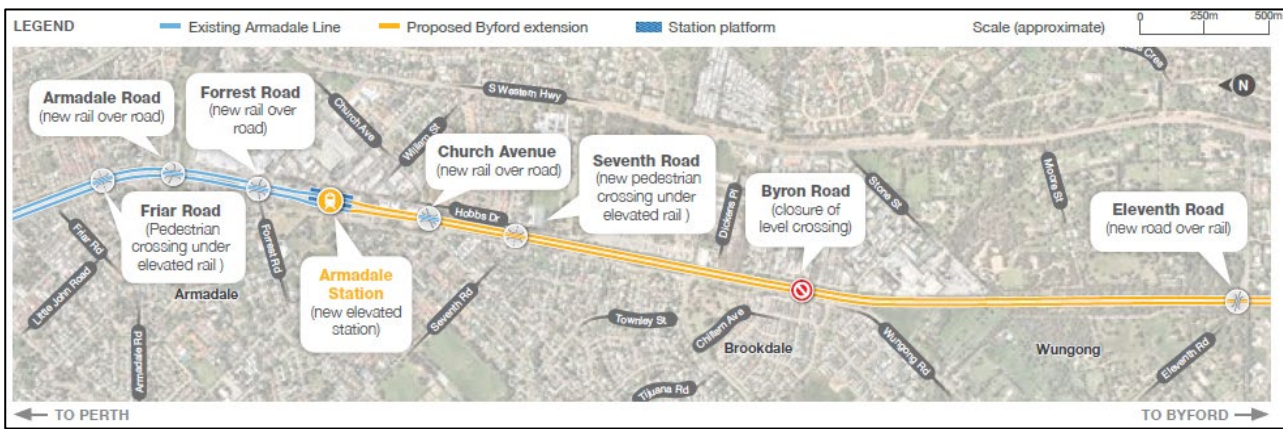 LEGEND
Existing Armadale Line
Proposed Byford extension
Station platform
Scale (approximate)
0
250m
500m
N
Armadale Road
(new rail over road)
Forrest Road
(new rail over
road)
Church Ave
William St
S Western Hwy
Church Avenue
(new rail over road)
Seventh Road
(new pedestrian
crossing under
elevated rail )
Dickens Pl
Byron Road
(closure of
level crossing)
Stone St
Moore St
Eleventh Road
(new road over rail)
Friar Road
(Pedestrian
crossing under
elevated rail )
Friar Rd
Little John Road
Armadale Rd
Armadale
Forrest Rd
Armadale
Station
(new elevated
station)
Hobbs Dr
Seventh Rd
Townley St
Chiltern Ave
Tijuana Rd
Brookdale
Wungong Rd
Wungong
Eleventh Rd
TO PERTH
TO BYFORD